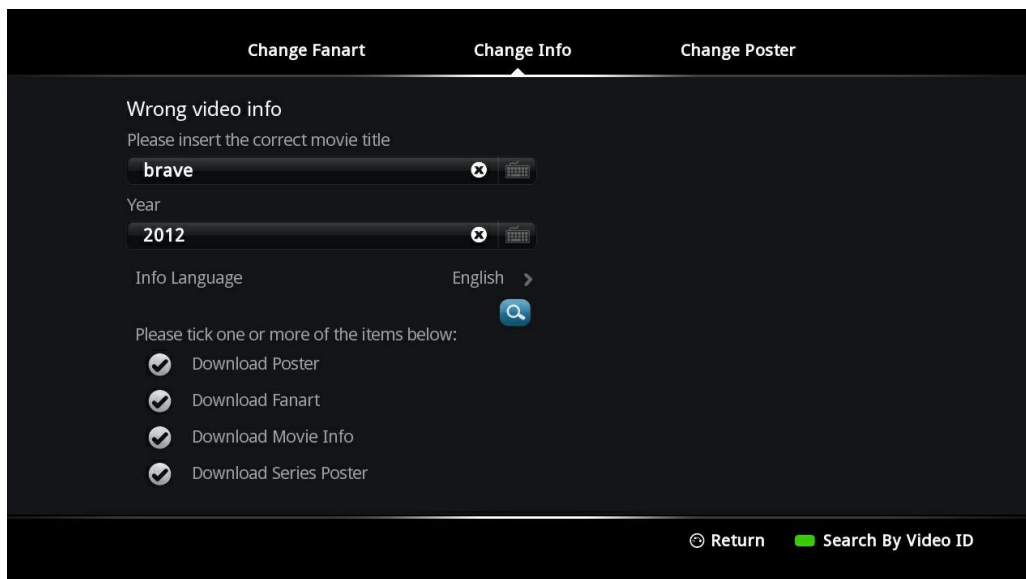 Change Fanart Change Info Change Poster
Wrong video info
Please insert the correct movie title
brave
Year
2012
Info Language English
Please tick one or more of the items below:
Download Poster
Download Fanart
Download Movie Info
Download Series Poster
Return Search By Video ID